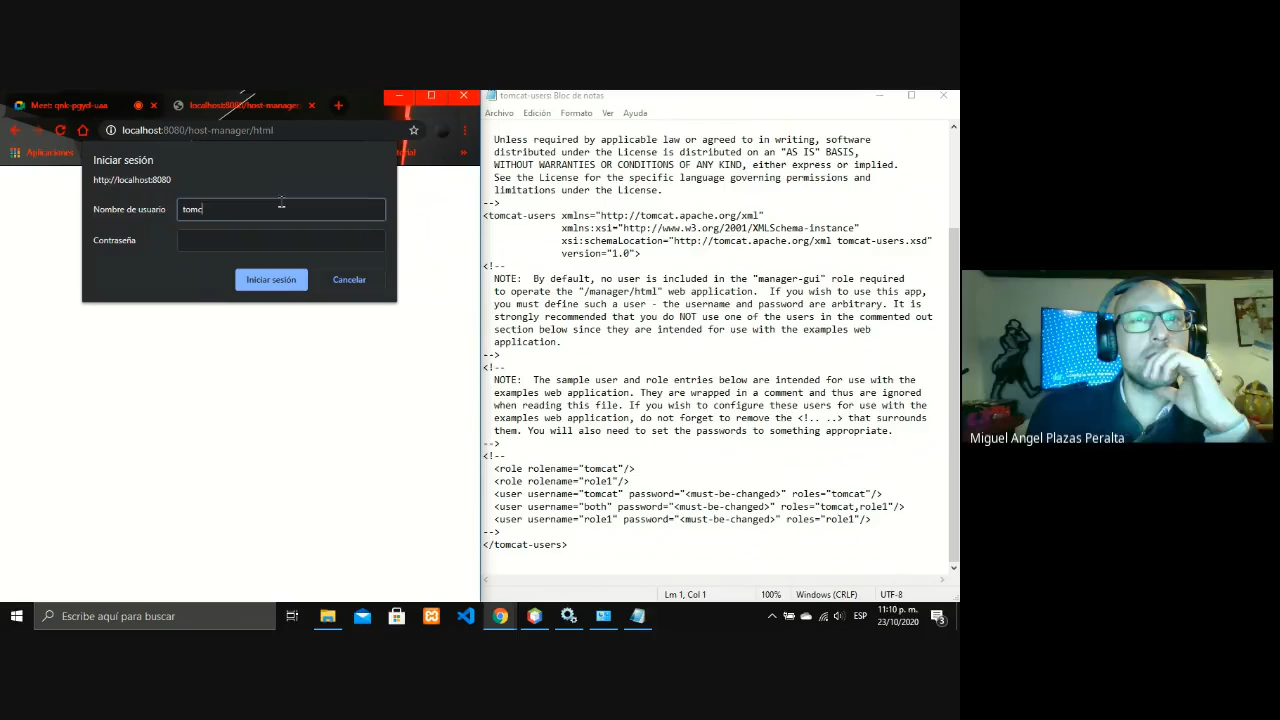 Meet: qnk-pgyd-uaa
localhost:8080/host-manager
localhost:8080/host-manager/html
Aplicaciones
torial
»
Iniciar sesión
http://localhost:8080
Nombre de usuario
tomc
Contraseña
Iniciar sesión
Cancelar
tomcat-users: Bloc de notas
Archivo Edición Formato Ver Ayuda
Unless required by applicable law or agreed to in writing, software
distributed under the License is distributed on an "AS IS" BASIS,
WITHOUT WARRANTIES OR CONDITIONS OF ANY KIND, either express or implied.
See the License for the specific language governing permissions and
limitations under the License.
-->
<tomcat-users xmlns="http://tomcat.apache.org/xml"
xmlns:xsi="http://www.w3.org/2001/XMLSchema-instance"
xsi:schemaLocation="http://tomcat.apache.org/xml tomcat-users.xsd"
version="1.0">
<!--
NOTE: By default, no user is included in the "manager-gui" role required
to operate the "/manager/html" web application. If you wish to use this app,
you must define such a user - the username and password are arbitrary. It is
strongly recommended that you do NOT use one of the users in the commented out
section below since they are intended for use with the examples web
application.
-->
<!--
NOTE: The sample user and role entries below are intended for use with the
examples web application. They are wrapped in a comment and thus are ignored
when reading this file. If you wish to configure these users for use with the
examples web application, do not forget to remove the <!.. ..> that surrounds
them. You will also need to set the passwords to something appropriate.
-->
<!--
<role rolename="tomcat"/>
<role rolename="role1"/>
<user username="tomcat" password="<must-be-changed>" roles="tomcat"/>
<user username="both" password="<must-be-changed>" roles="tomcat,role1"/>
<user username="role1" password="<must-be-changed>" roles="role1"/>
-->
</tomcat-users>
Lm 1, Col 1 100% Windows (CRLF) UTF-8
Miguel Angel Plazas Peralta
Escribe aquí para buscar
ESP
11:10 p. m.
23/10/2020
3